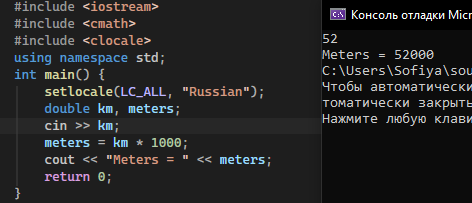 #include <iostream>
#include <cmath>
#include <clocale>
using namespace std;
int main() {
    setlocale(LC_ALL, "Russian");
    double km, meters;
    cin >> km;
    meters = km * 1000;
    cout << "Meters = " << meters;
    return 0;
}
Консоль отладки Micr
52
Meters = 52000
C:\Users\Sofiya\sou
Чтобы автоматически
томатически закрыть
Нажмите любую клави